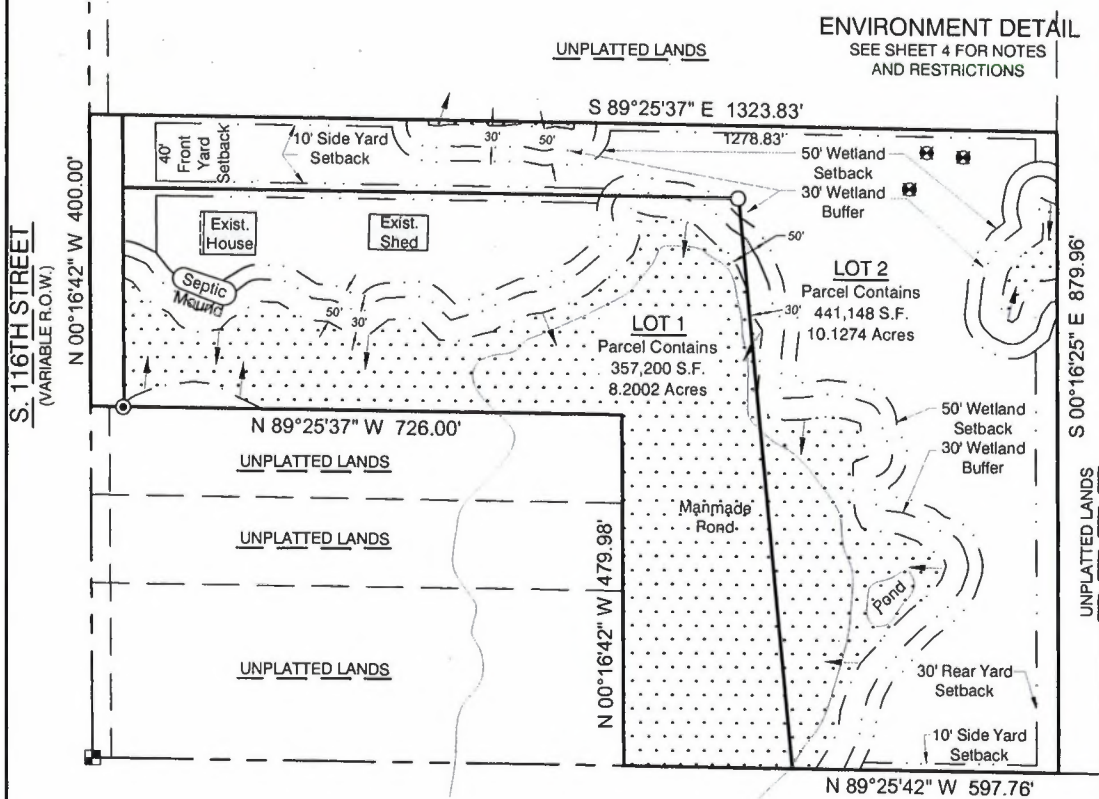 ENVIRONMENT DETAIL
SEE SHEET 4 FOR NOTES
AND RESTRICTIONS
UNPLATTED LANDS
S 89°25'37" E 1323.83'
1278.83'
40'
Front
Yard
Setback
10' Side Yard
Setback
30'
50'
50' Wetland
Setback
30' Wetland
Buffer
S. 116TH STREET
(VARIABLE R.O.W.)
N 00°16'42" W 400.00'
Exist.
House
Exist.
Shed
Septic
Mound
50'
30'
50'
30'
LOT 2
Parcel Contains
441,148 S.F.
10.1274 Acres
LOT 1
Parcel Contains
357,200 S.F.
8.2002 Acres
S 00°16'25" E 879.96'
N 89°25'37" W 726.00'
50' Wetland
Setback
30' Wetland
Buffer
UNPLATTED LANDS
UNPLATTED LANDS
UNPLATTED LANDS
N 00°16'42" W 479.98'
Manmade
Pond
Pond
UNPLATTED LANDS
30' Rear Yard
Setback
10' Side Yard
Setback
N 89°25'42" W 597.76'